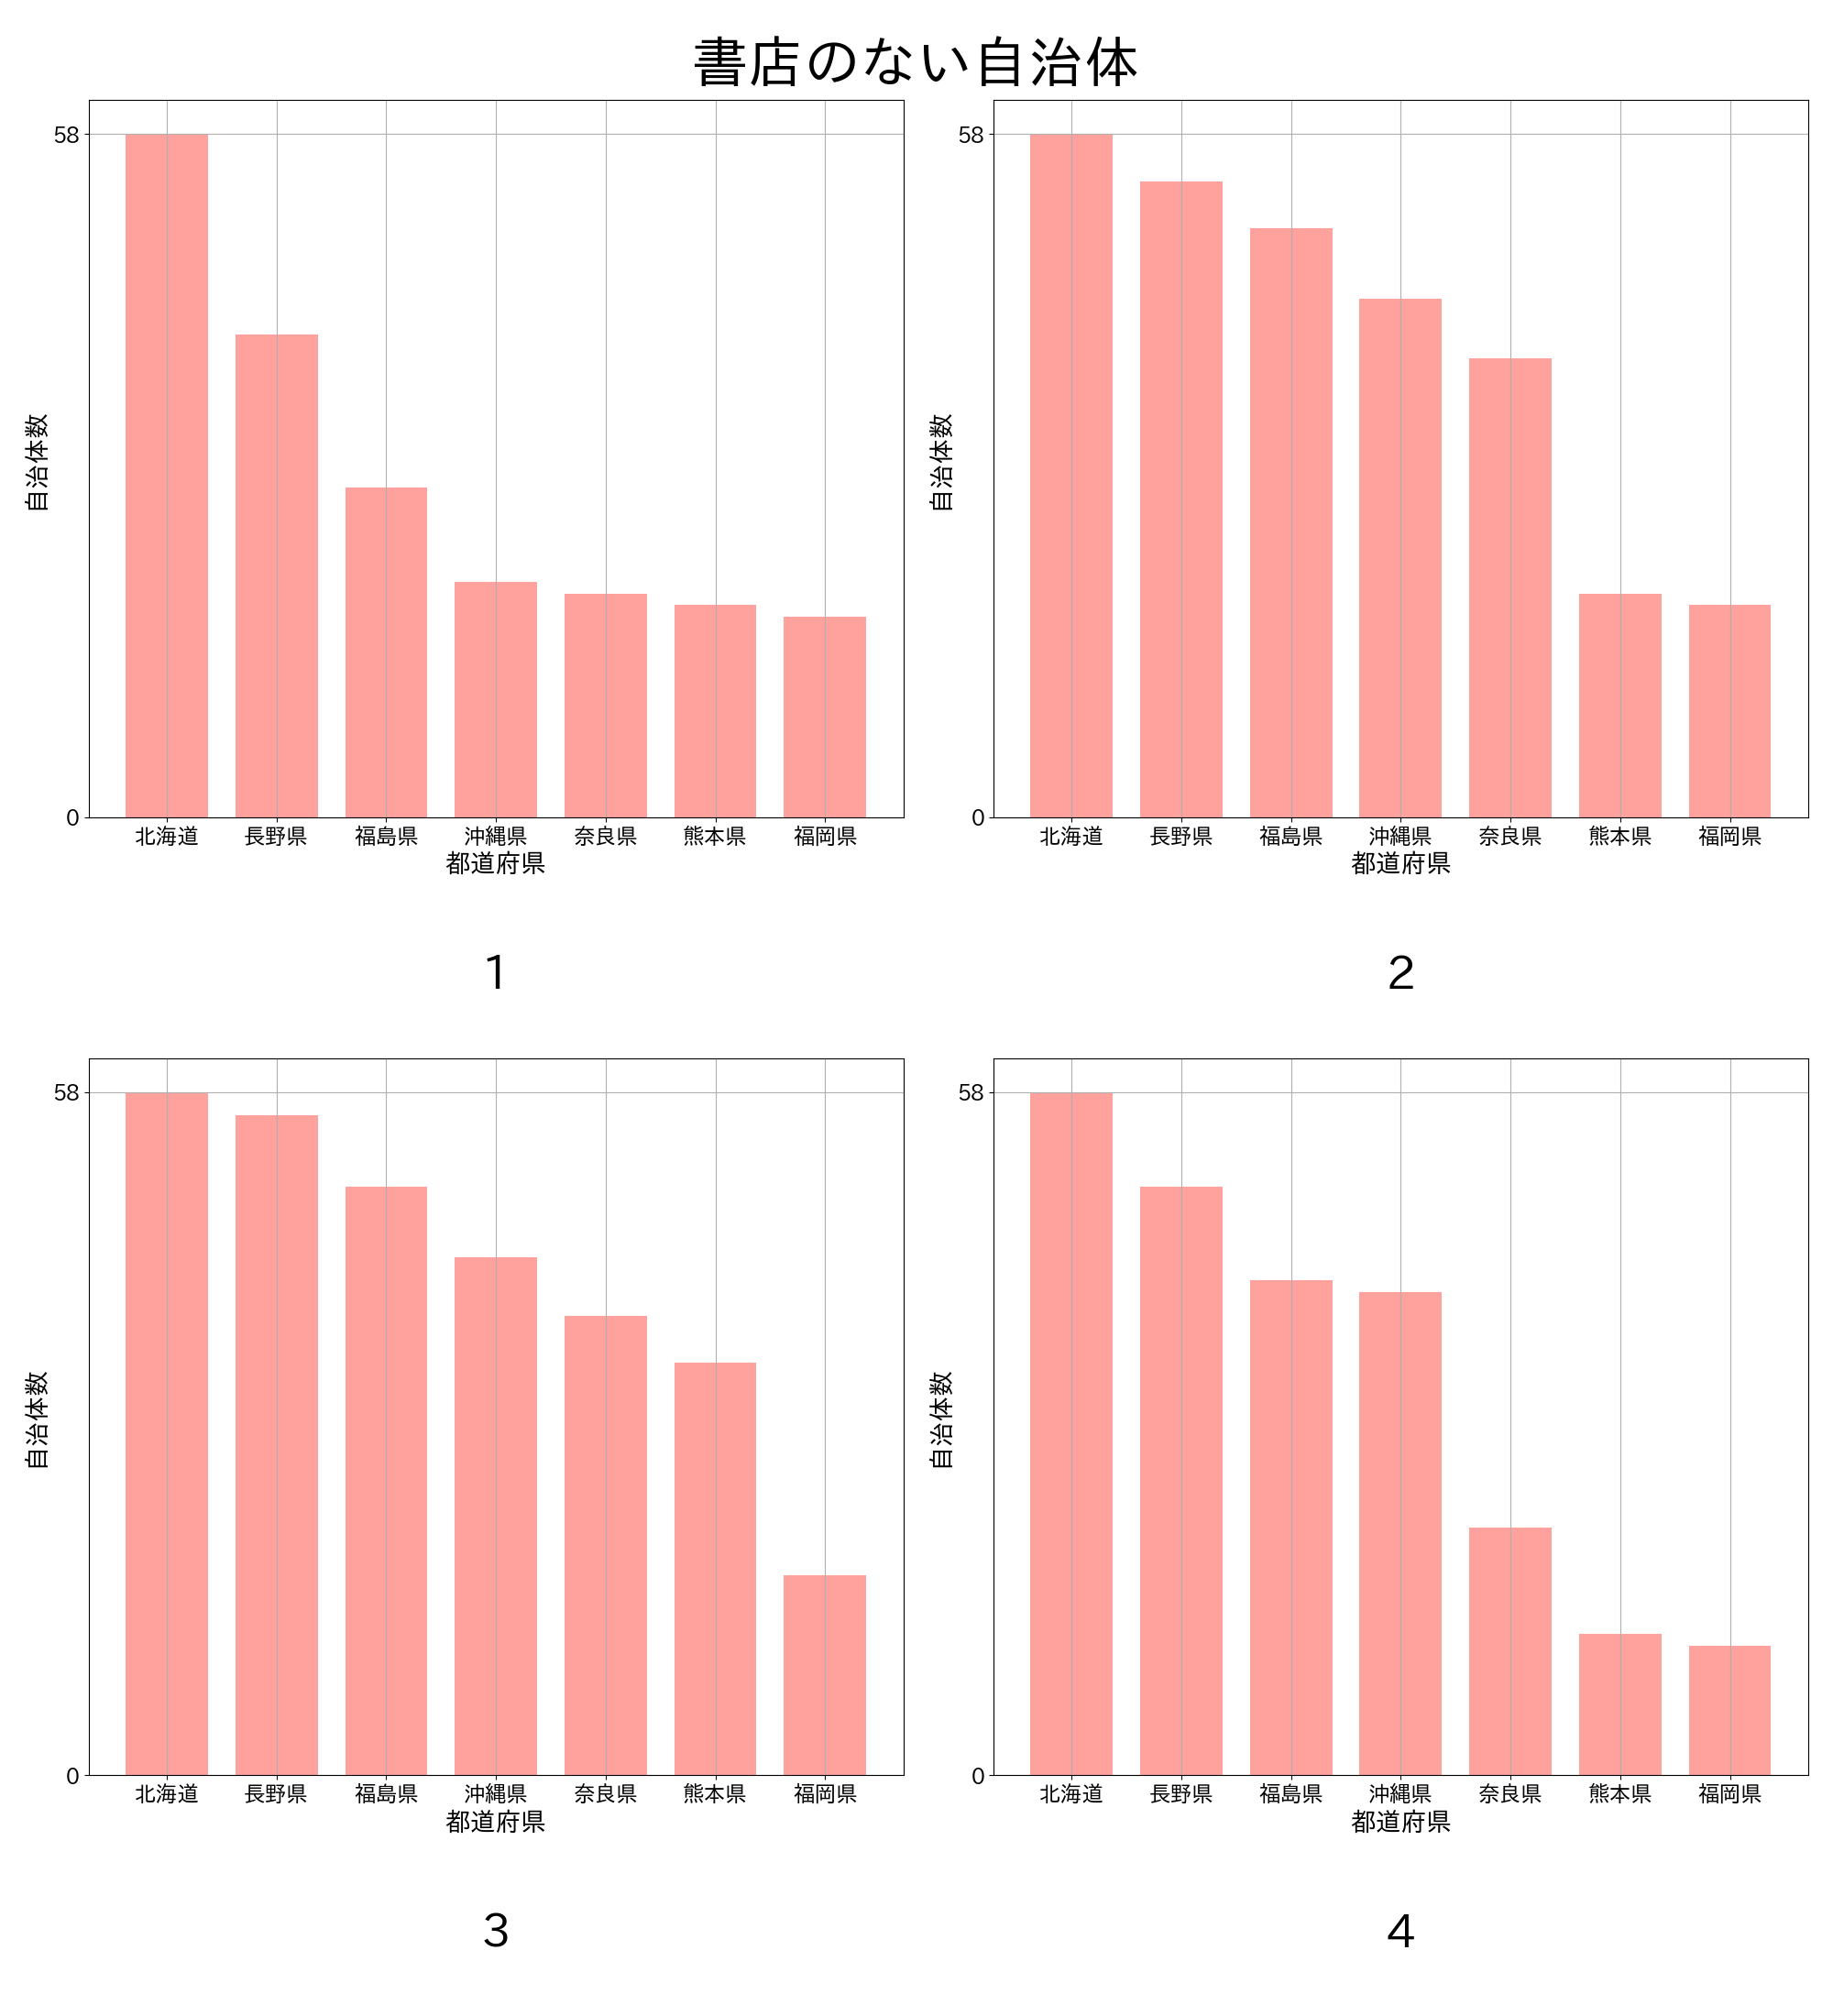 書店のない自治体
58
0
自治体数
北海道 長野県 福島県 沖縄県 奈良県 熊本県 福岡県
都道府県
1
58
0
自治体数
北海道 長野県 福島県 沖縄県 奈良県 熊本県 福岡県
都道府県
2
58
0
自治体数
北海道 長野県 福島県 沖縄県 奈良県 熊本県 福岡県
都道府県
3
58
0
自治体数
北海道 長野県 福島県 沖縄県 奈良県 熊本県 福岡県
都道府県
4